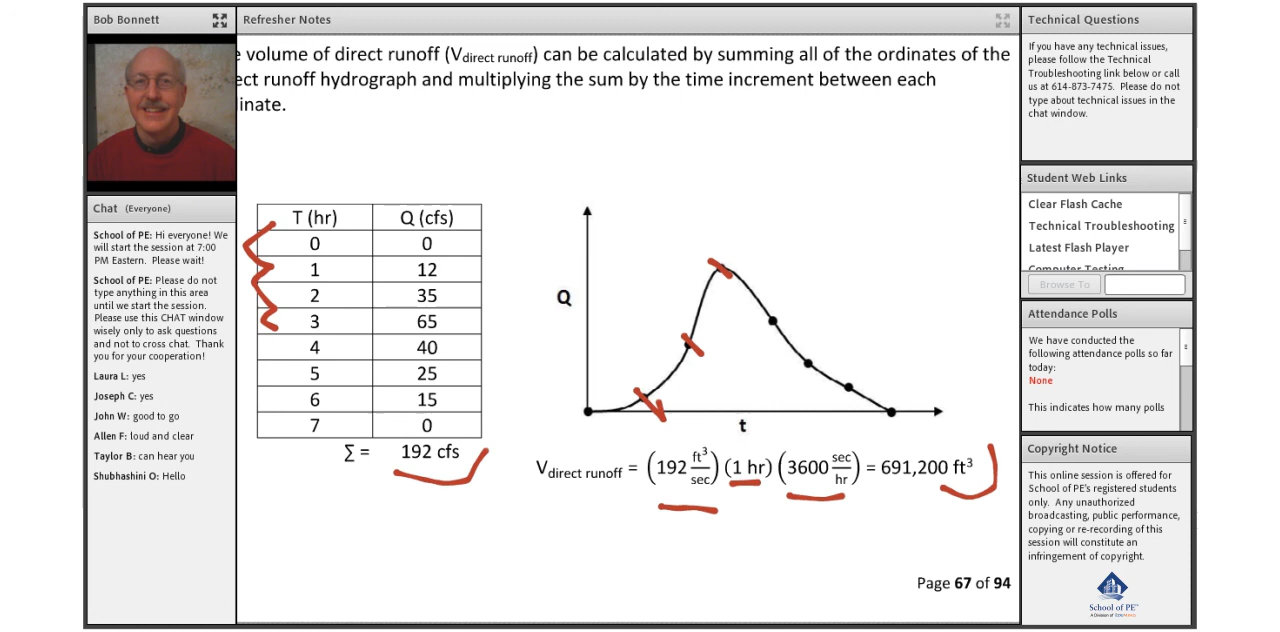 Bob Bonnett
Refresher Notes
e volume of direct runoff (Vdirect runoff) can be calculated by summing all of the ordinates of the
ect runoff hydrograph and multiplying the sum by the time increment between each
inate.
T (hr) Q (cfs)
0 0
1 12
2 35
3 65
4 40
5 25
6 15
7 0
∑ = 192 cfs
Q
t
Vdirect runoff = (192 ft³/sec) (1 hr) (3600 sec/hr) = 691,200 ft³
Page 67 of 94
Chat (Everyone)
School of PE: Hi everyone! We
will start the session at 7:00
PM Eastern. Please wait!
School of PE: Please do not
type anything in this area
until we start the session.
Please use this CHAT window
wisely only to ask questions
and not to cross chat. Thank
you for your cooperation!
Laura L: yes
Joseph C: yes
John W: good to go
Allen F: loud and clear
Taylor B: can hear you
Shubhashini O: Hello
Technical Questions
If you have any technical issues,
please follow the Technical
Troubleshooting link below or call
us at 614-873-7475. Please do not
type about technical issues in the
chat window.
Student Web Links
Clear Flash Cache
Technical Troubleshooting
Latest Flash Player
Computer Testing
Browse To
Attendance Polls
We have conducted the
following attendance polls so far
today:
None
This indicates how many polls
Copyright Notice
This online session is offered for
School of PE's registered students
only. Any unauthorized
broadcasting, public performance,
copying or re-recording of this
session will constitute an
infringement of copyright.
School of PE